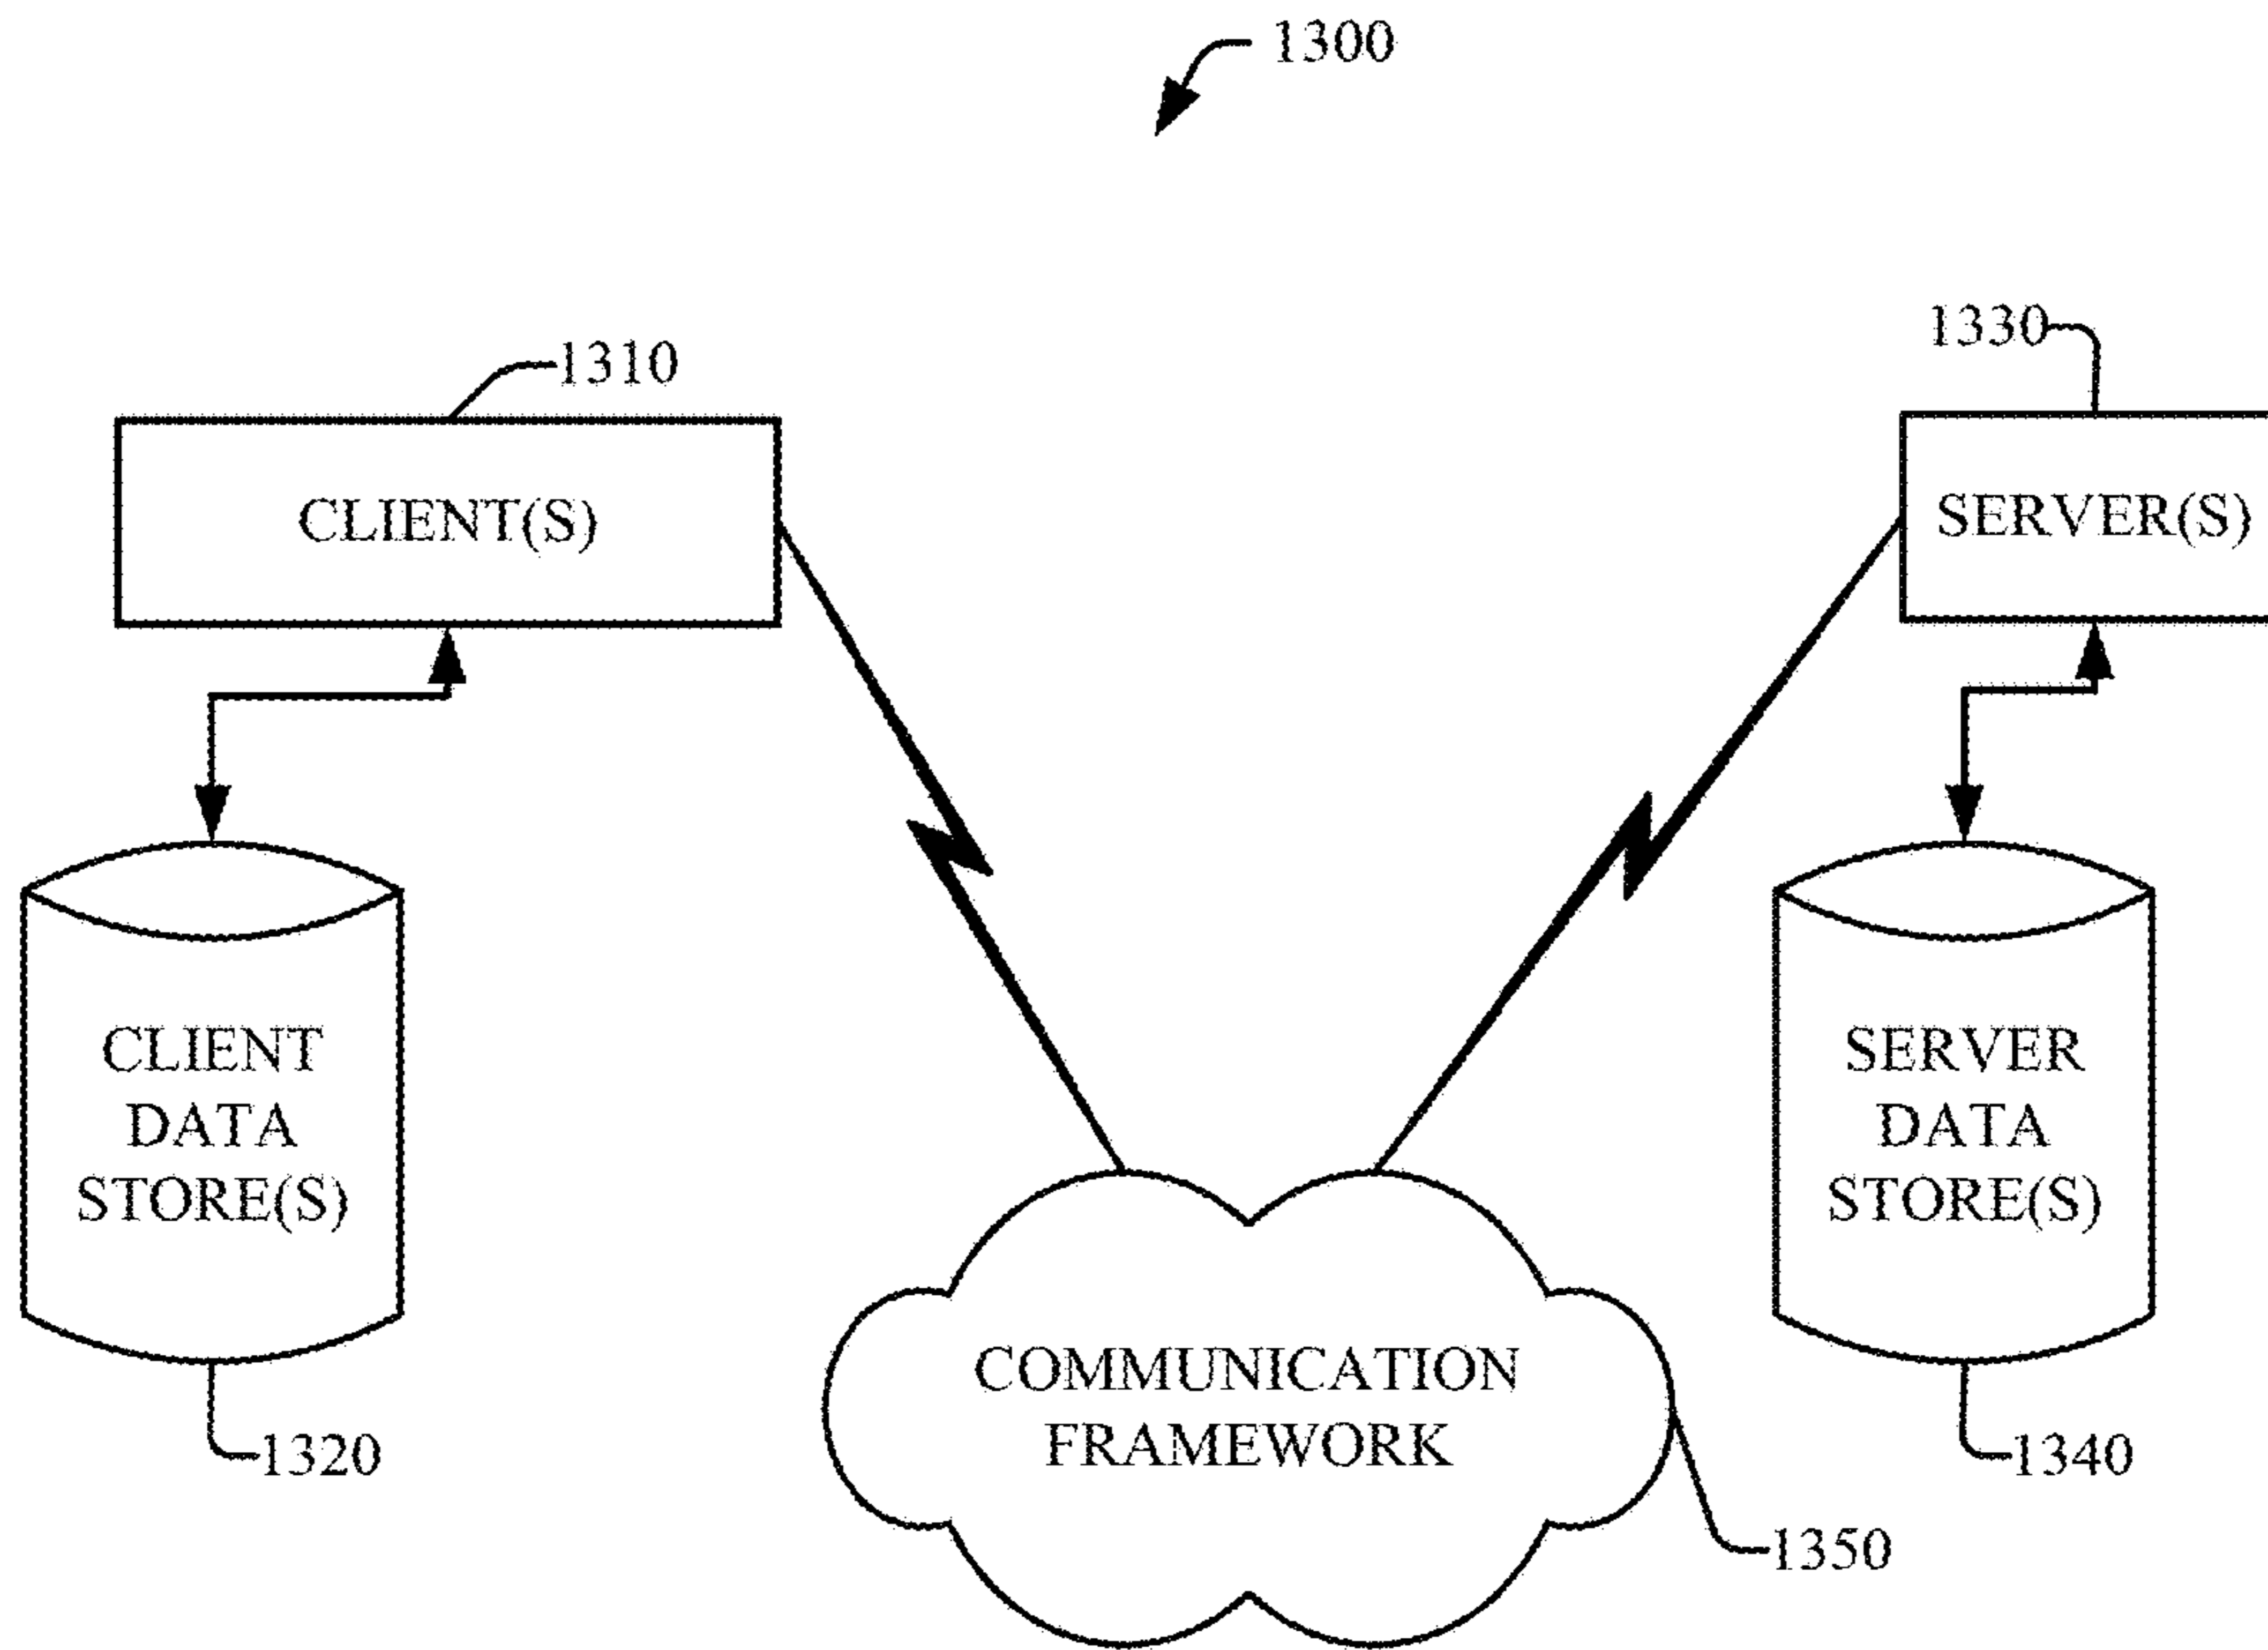 1300
1310
1330
CLIENT(S)
SERVER(S)
CLIENT
DATA
STORE(S)
SERVER
DATA
STORE(S)
COMMUNICATION
FRAMEWORK
1320
1340
1350